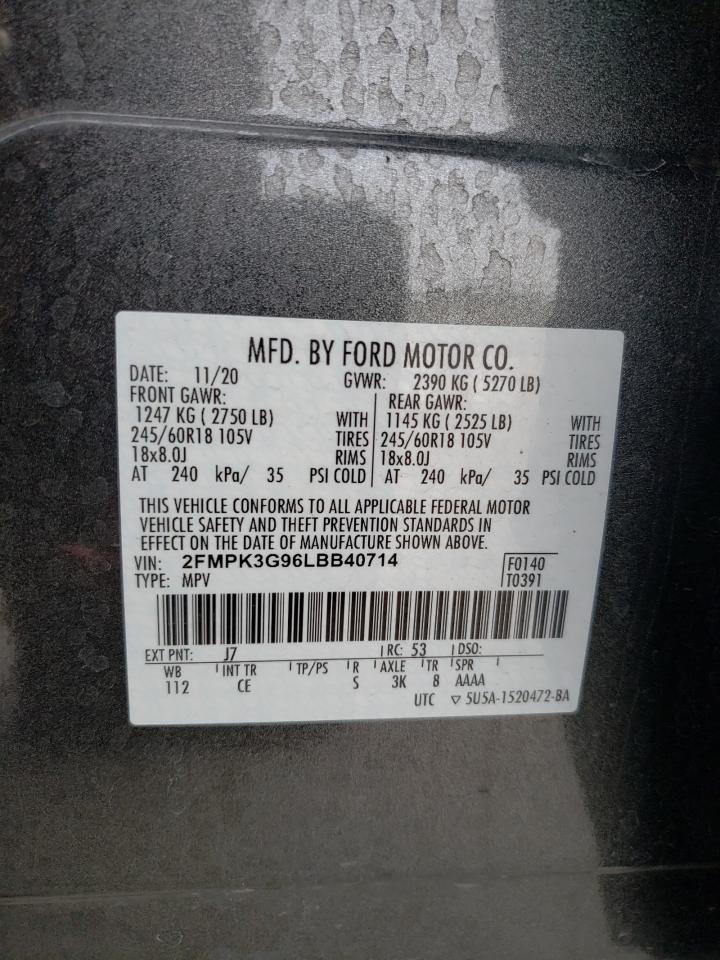 MFD. BY FORD MOTOR CO.
DATE: 11/20 GVWR: 2390 KG ( 5270 LB)
FRONT GAWR: REAR GAWR:
1247 KG ( 2750 LB) WITH 1145 KG ( 2525 LB) WITH
245/60R18 105V TIRES 245/60R18 105V TIRES
18x8.0J RIMS 18x8.0J RIMS
AT 240 kPa/ 35 PSI COLD AT 240 kPa/ 35 PSI COLD
THIS VEHICLE CONFORMS TO ALL APPLICABLE FEDERAL MOTOR
VEHICLE SAFETY AND THEFT PREVENTION STANDARDS IN
EFFECT ON THE DATE OF MANUFACTURE SHOWN ABOVE.
VIN: 2FMPK3G96LBB40714 F0140
TYPE: MPV T0391
EXT PNT: J7 RC: 53 DSO:
WB INT TR TP/PS R AXLE TR SPR
112 CE S 3K 8 AAAA
UTC ▽ 5U5A-1520472-BA